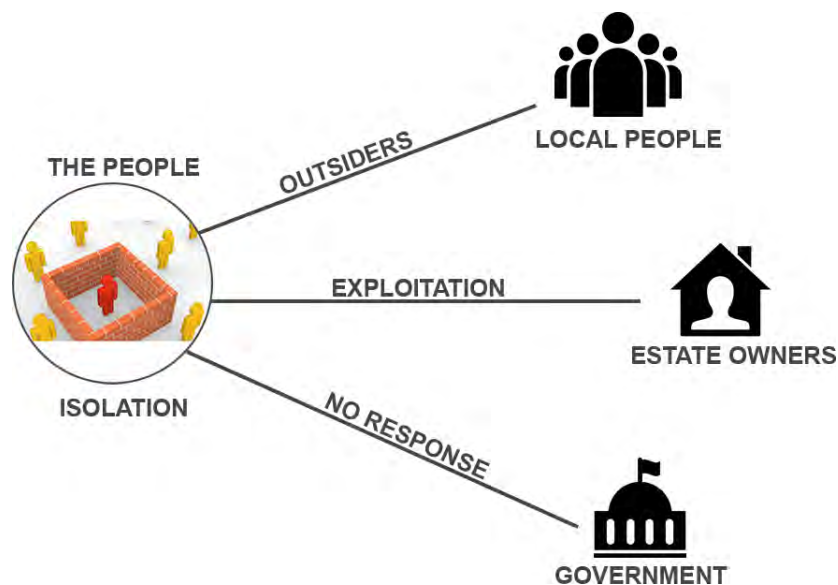 LOCAL PEOPLE
OUTSIDERS
THE PEOPLE
EXPLOITATION
ESTATE OWNERS
ISOLATION
NO RESPONSE
GOVERNMENT